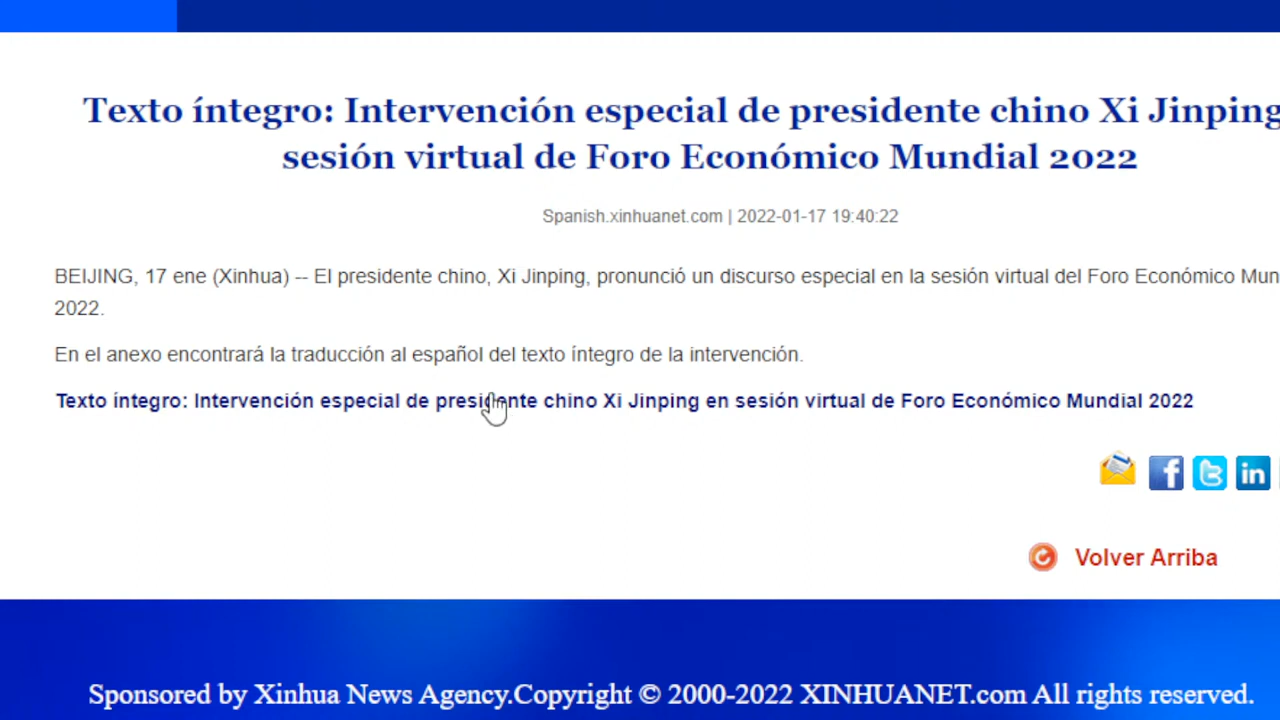 Texto íntegro: Intervención especial de presidente chino Xi Jinping
sesión virtual de Foro Económico Mundial 2022
Spanish.xinhuanet.com | 2022-01-17 19:40:22
BEIJING, 17 ene (Xinhua) -- El presidente chino, Xi Jinping, pronunció un discurso especial en la sesión virtual del Foro Económico Mun
2022.
En el anexo encontrará la traducción al español del texto íntegro de la intervención.
Texto íntegro: Intervención especial de presidente chino Xi Jinping en sesión virtual de Foro Económico Mundial 2022
Volver Arriba
Sponsored by Xinhua News Agency.Copyright © 2000-2022 XINHUANET.com All rights reserved.